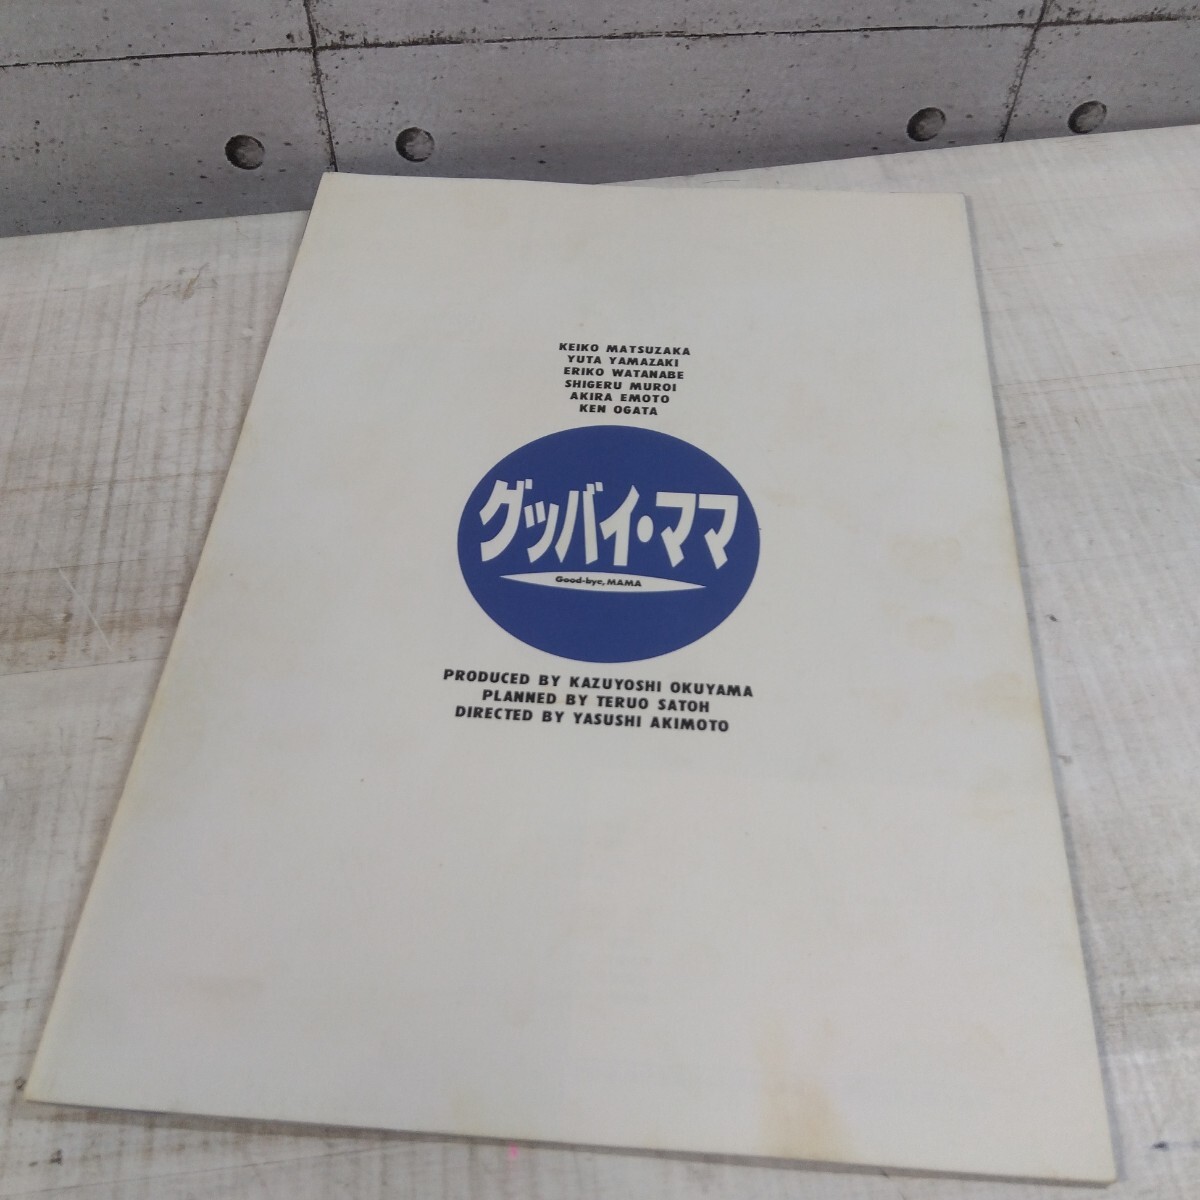 KEIKO MATSUZAKA
YUTA YAMAZAKI
ERIKO WATANABE
SHIGERU MUROI
AKIRA EMOTO
KEN OGATA
グッバイ・ママ
Good-bye, MAMA
PRODUCED BY KAZUYOSHI OKUYAMA
PLANNED BY TERUO SATOH
DIRECTED BY YASUSHI AKIMOTO